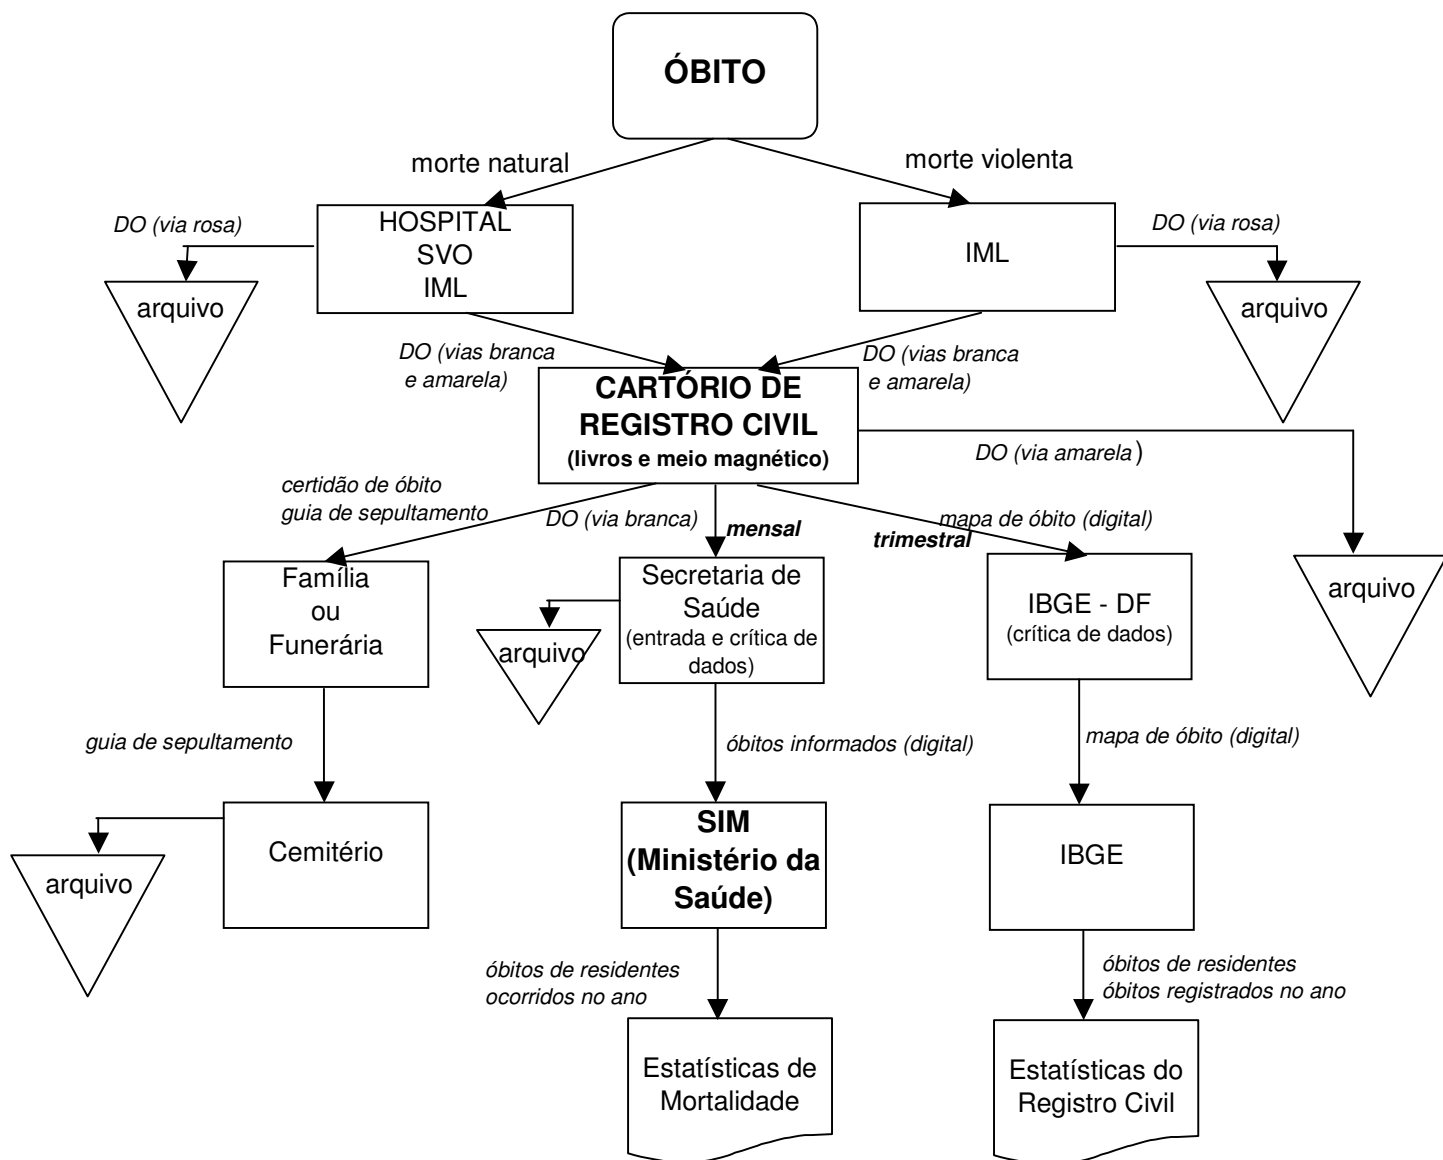 ÓBITO
morte natural
morte violenta
DO (via rosa)
HOSPITAL
SVO
IML
IML
DO (via rosa)
arquivo
arquivo
DO (vias branca
e amarela)
DO (vias branca
e amarela)
CARTÓRIO DE
REGISTRO CIVIL
(livros e meio magnético)
DO (via amarela)
certidão de óbito
guia de sepultamento
DO (via branca)
mensal
mapa de óbito (digital)
trimestral
Família
ou
Funerária
Secretaria de
Saúde
(entrada e crítica de
dados)
arquivo
IBGE - DF
(crítica de dados)
arquivo
guia de sepultamento
óbitos informados (digital)
mapa de óbito (digital)
Cemitério
arquivo
SIM
(Ministério da
Saúde)
IBGE
óbitos de residentes
ocorridos no ano
óbitos de residentes
óbitos registrados no ano
Estatísticas de
Mortalidade
Estatísticas do
Registro Civil